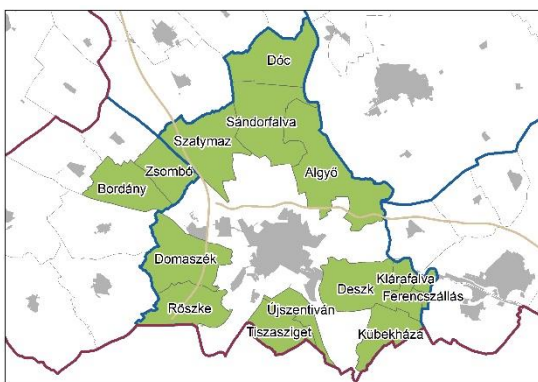 Dóc
Sándorfalva
Szatymaz
Zsombó
Algyő
Bordány
Domaszék
Klárafalva
Deszk
Ferencszállás
Röszke
Újszentiván
Tiszasziget
Kübekháza